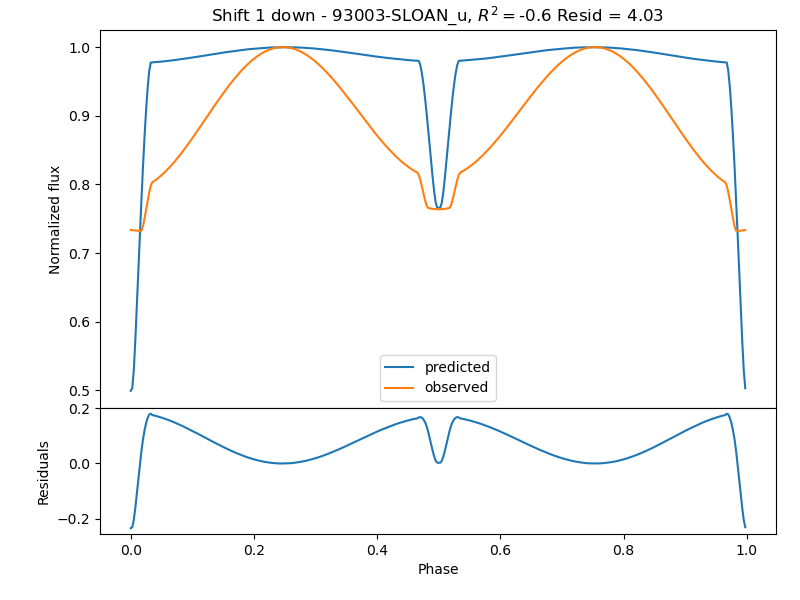 Shift 1 down - 93003-SLOAN_u, $R^2=$-0.6 Resid = 4.03
1.0
0.9
0.8
0.7
0.6
0.5
Normalized flux
predicted
observed
0.2
0.0
−0.2
Residuals
0.0 0.2 0.4 0.6 0.8 1.0
Phase